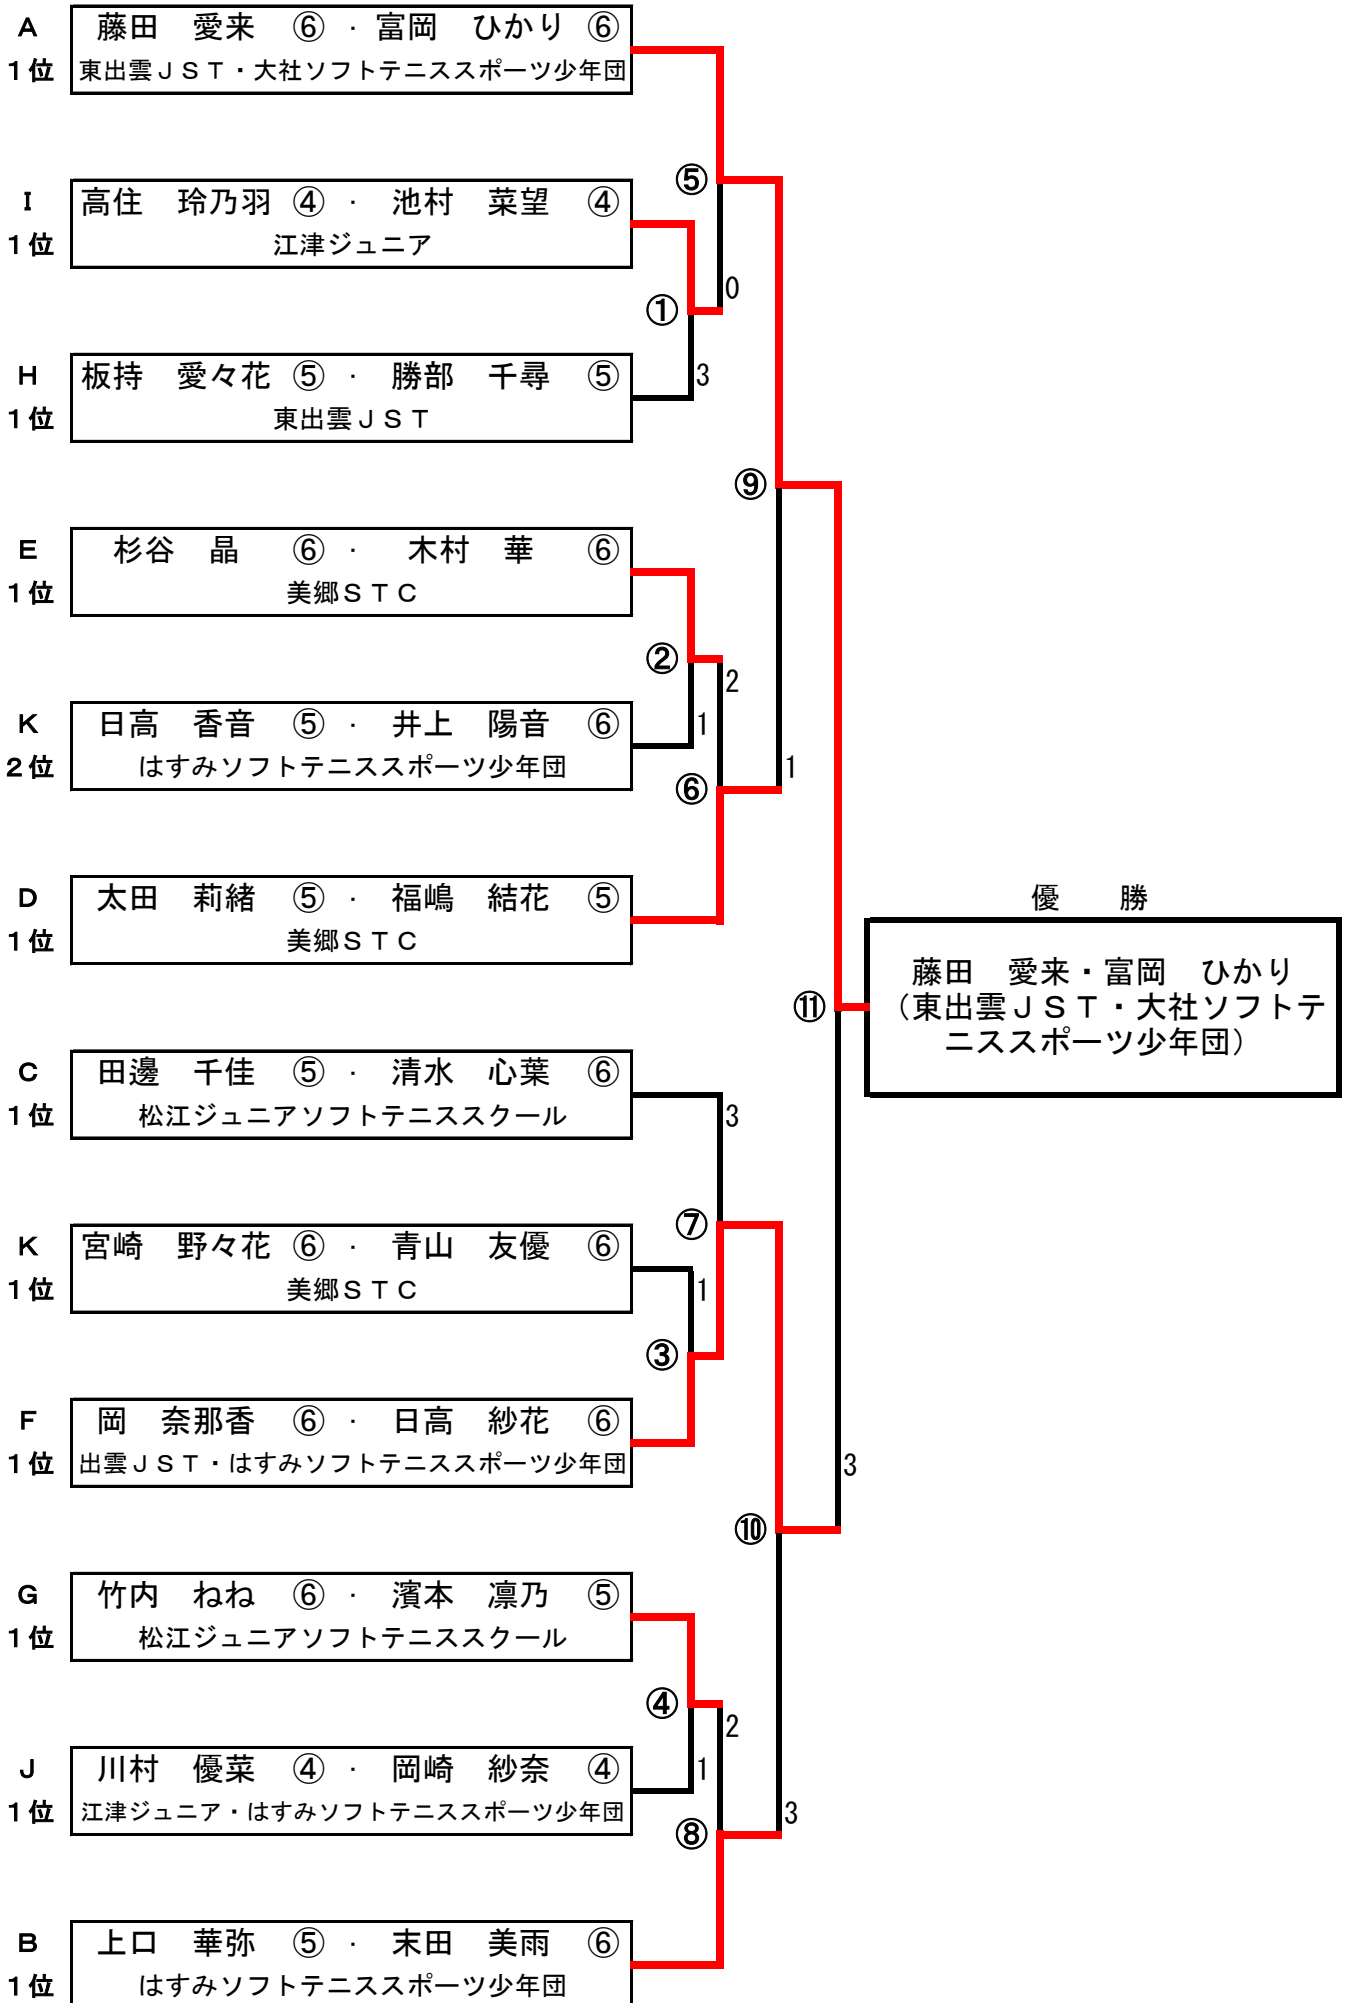 A
1位
藤田 愛来 ⑥ ・ 富岡 ひかり ⑥
東出雲JST・大社ソフトテニススポーツ少年団
⑤
I
1位
高住 玲乃羽 ④ ・ 池村 菜望 ④
江津ジュニア
0
①
H
1位
板持 愛々花 ⑤ ・ 勝部 千尋 ⑤
東出雲JST
3
⑨
E
1位
杉谷 晶 ⑥ ・ 木村 華 ⑥
美郷STC
②
2
K
2位
日高 香音 ⑤ ・ 井上 陽音 ⑥
はすみソフトテニススポーツ少年団
1
1
⑥
D
1位
太田 莉緒 ⑤ ・ 福嶋 結花 ⑤
美郷STC
優 勝
藤田 愛来・富岡 ひかり
(東出雲JST・大社ソフトテ
ニススポーツ少年団)
⑪
C
1位
田邊 千佳 ⑤ ・ 清水 心葉 ⑥
松江ジュニアソフトテニススクール
3
⑦
K
1位
宮崎 野々花 ⑥ ・ 青山 友優 ⑥
美郷STC
1
③
F
1位
岡 奈那香 ⑥ ・ 日高 紗花 ⑥
出雲JST・はすみソフトテニススポーツ少年団
3
⑩
G
1位
竹内 ねね ⑥ ・ 濱本 凛乃 ⑤
松江ジュニアソフトテニススクール
④
2
J
1位
川村 優菜 ④ ・ 岡崎 紗奈 ④
江津ジュニア・はすみソフトテニススポーツ少年団
1
3
⑧
B
1位
上口 華弥 ⑤ ・ 末田 美雨 ⑥
はすみソフトテニススポーツ少年団